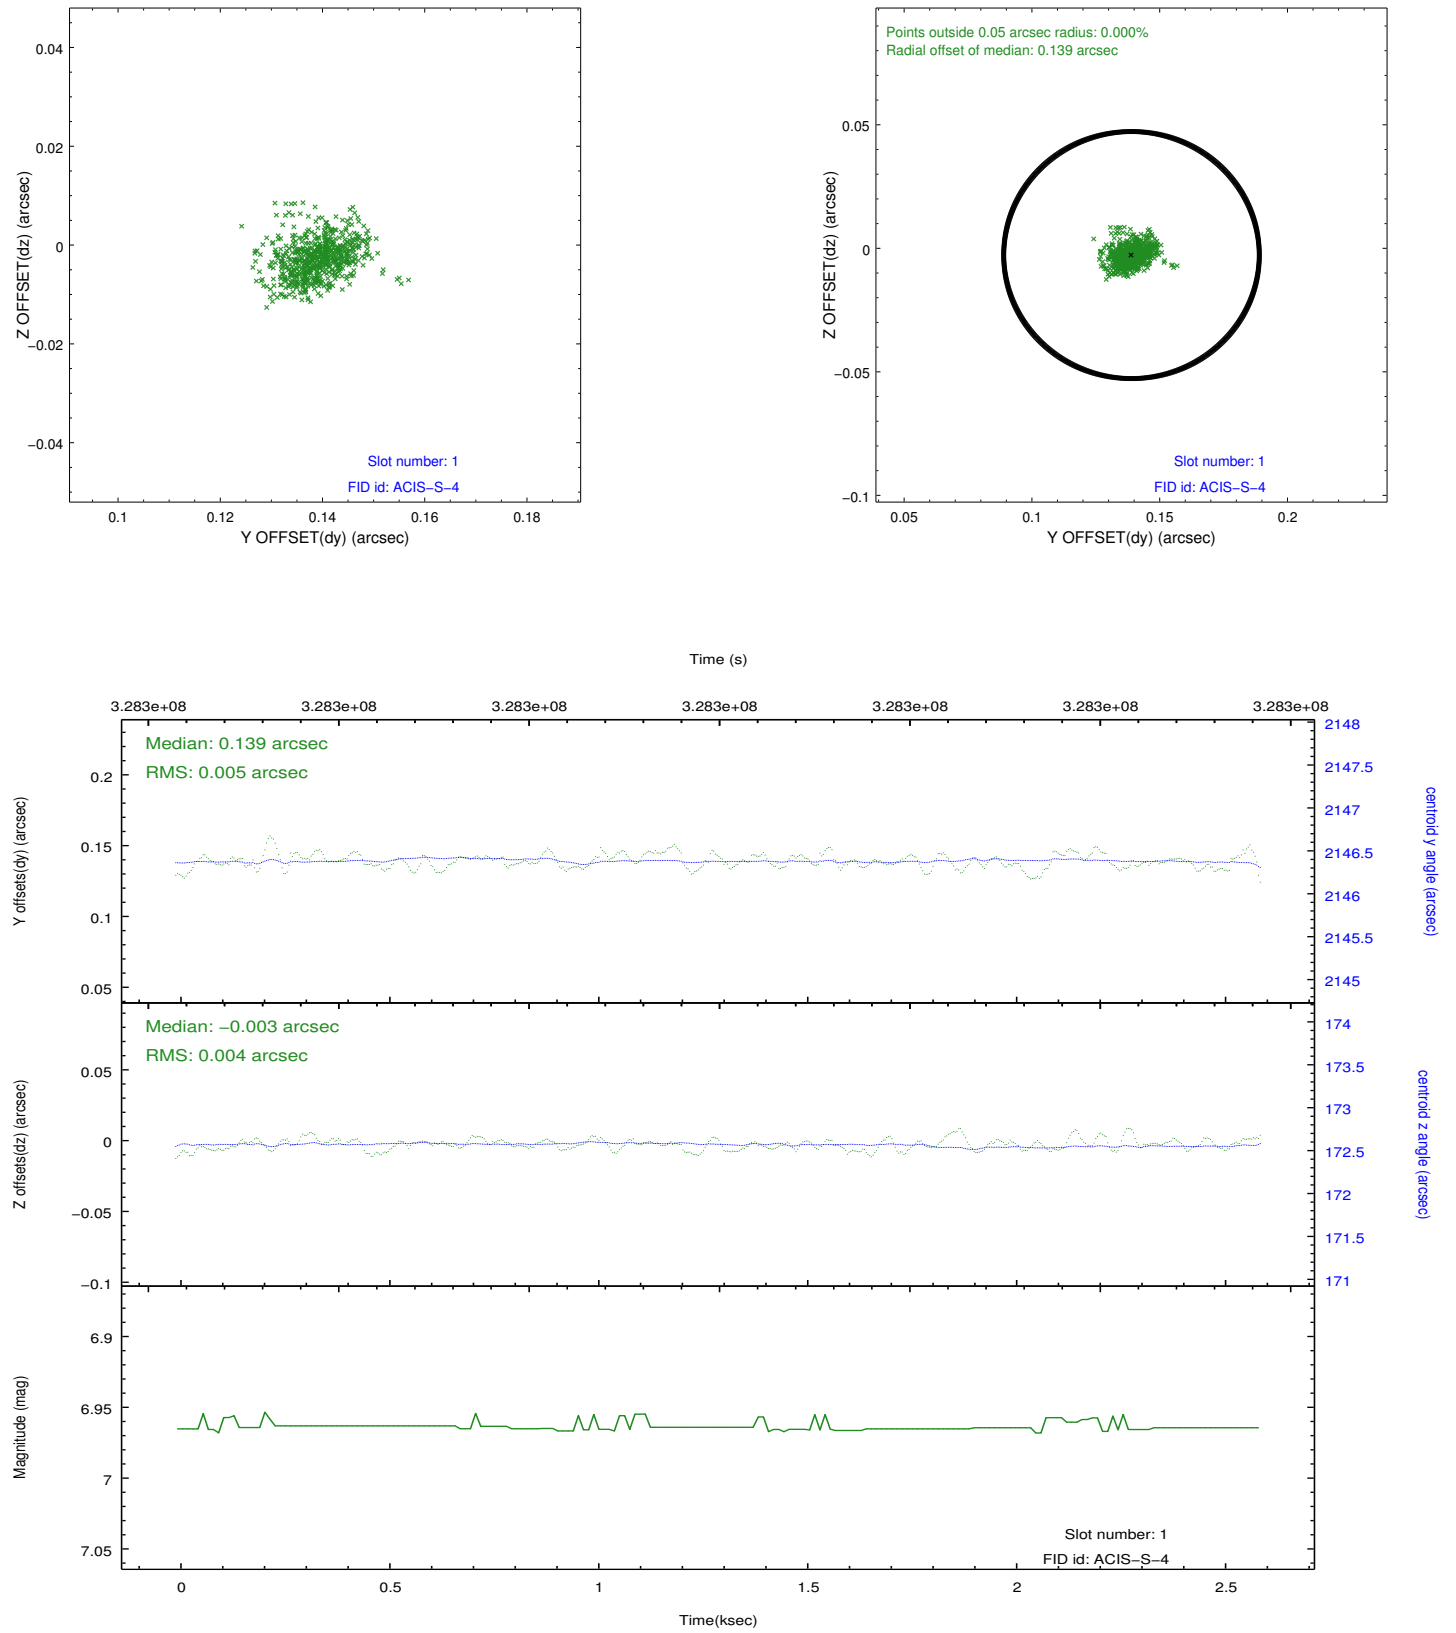 0.04
0.02
0
−0.02
−0.04
Z OFFSET(dz) (arcsec)
Slot number: 1
FID id: ACIS−S−4
0.1
0.12
0.14
0.16
0.18
Y OFFSET(dy) (arcsec)
Points outside 0.05 arcsec radius: 0.000%
Radial offset of median: 0.139 arcsec
0.05
0
−0.05
−0.1
Z OFFSET(dz) (arcsec)
Slot number: 1
FID id: ACIS−S−4
0.05
0.1
0.15
0.2
Y OFFSET(dy) (arcsec)
Time (s)
3.283e+08
3.283e+08
3.283e+08
3.283e+08
3.283e+08
3.283e+08
3.283e+08
Median: 0.139 arcsec
RMS: 0.005 arcsec
0.2
0.15
0.1
0.05
Y offsets(dy) (arcsec)
2148
2147.5
2147
2146.5
2146
2145.5
2145
centroid y angle (arcsec)
Median: −0.003 arcsec
RMS: 0.004 arcsec
0.05
0
−0.05
−0.1
Z offsets(dz) (arcsec)
174
173.5
173
172.5
172
171.5
171
centroid z angle (arcsec)
6.9
6.95
7
7.05
Magnitude (mag)
Slot number: 1
FID id: ACIS−S−4
0
0.5
1
1.5
2
2.5
Time(ksec)